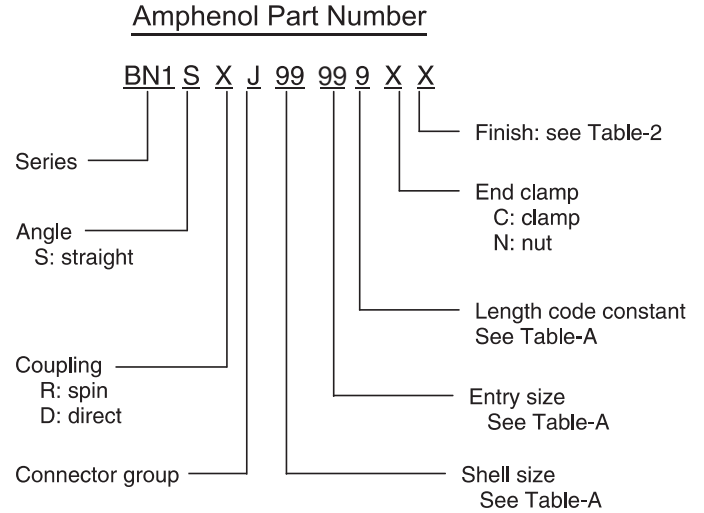 Amphenol Part Number
BN1 S X J 99 99 9 X X
Series
Angle
S: straight
Coupling
R: spin
D: direct
Connector group
Finish: see Table-2
End clamp
C: clamp
N: nut
Length code constant
See Table-A
Entry size
See Table-A
Shell size
See Table-A